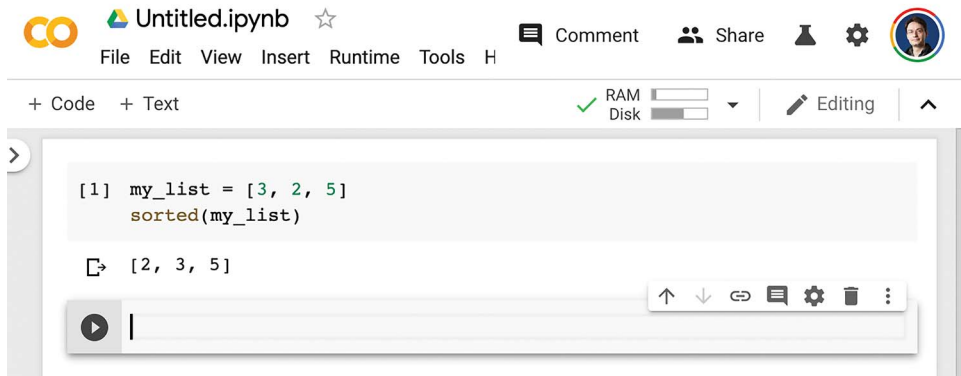 Untitled.ipynb
Comment
Share
File Edit View Insert Runtime Tools H
+ Code + Text
RAM
Disk
Editing
[1] my_list = [3, 2, 5]
sorted(my_list)
[2, 3, 5]